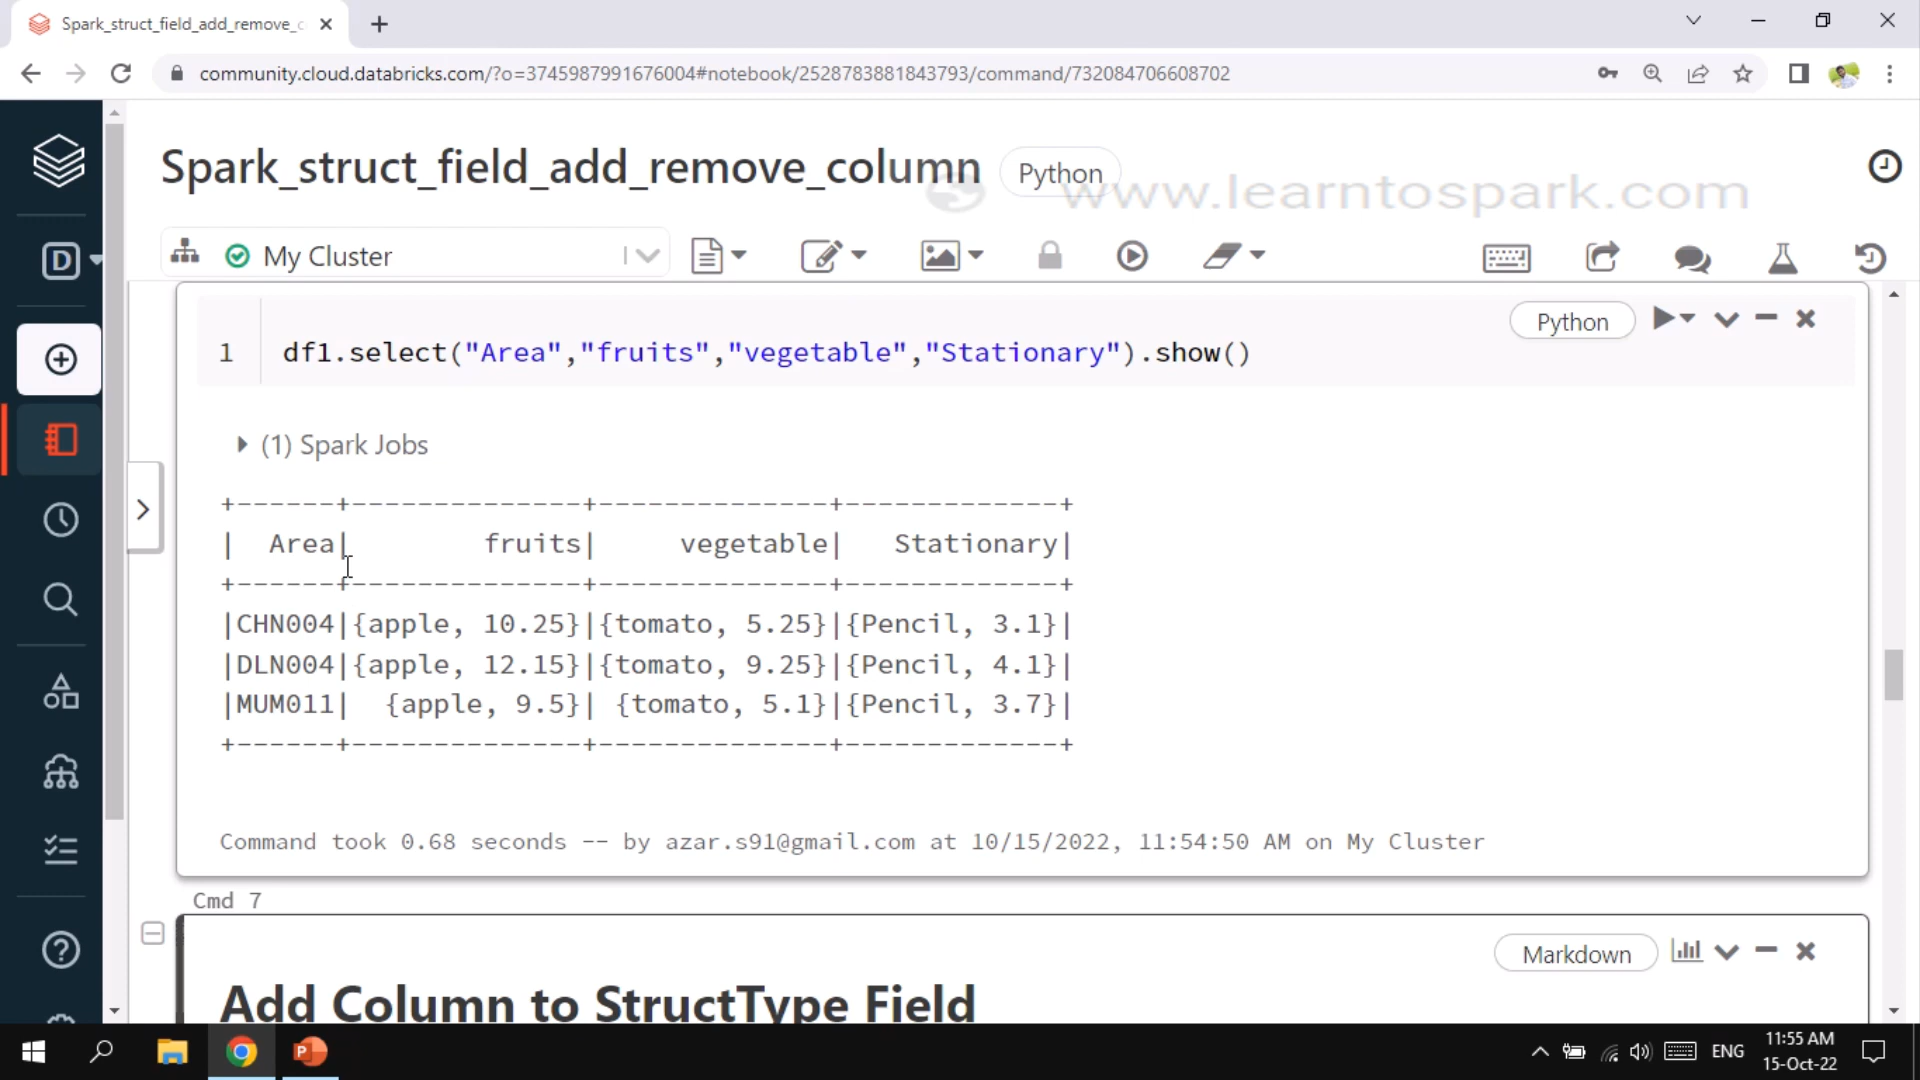 Spark_struct_field_add_remove_c
community.cloud.databricks.com/?o=3745987991676004#notebook/2528783881843793/command/732084706608702
Spark_struct_field_add_remove_column
Python
www.learntospark.com
D
My Cluster
Python
1 df1.select("Area","fruits","vegetable","Stationary").show()
(1) Spark Jobs
+------+--------------+--------------+-------------+
|  Area|        fruits|     vegetable|   Stationary|
+------+--------------+--------------+-------------+
|CHN004|{apple, 10.25}|{tomato, 5.25}|{Pencil, 3.1}|
|DLN004|{apple, 12.15}|{tomato, 9.25}|{Pencil, 4.1}|
|MUM011|  {apple, 9.5}| {tomato, 5.1}|{Pencil, 3.7}|
+------+--------------+--------------+-------------+
Command took 0.68 seconds -- by azar.s91@gmail.com at 10/15/2022, 11:54:50 AM on My Cluster
Cmd 7
Markdown
Add Column to StructType Field
P
ENG
11:55 AM
15-Oct-22